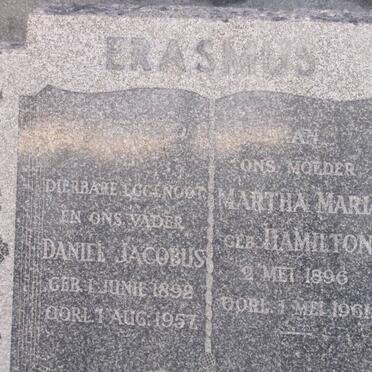 ERASMUS
DIERBARE EGGENOOT
EN ONS VADER
DANIEL JACOBUS
GEB. 1 JUNIE 1892
OORL. 1 AUG. 1957
VAN
ONS MOEDER
MARTHA MARIA
GEB. HAMILTON
2 MEI 1896
OORL. 1 MEI 1961